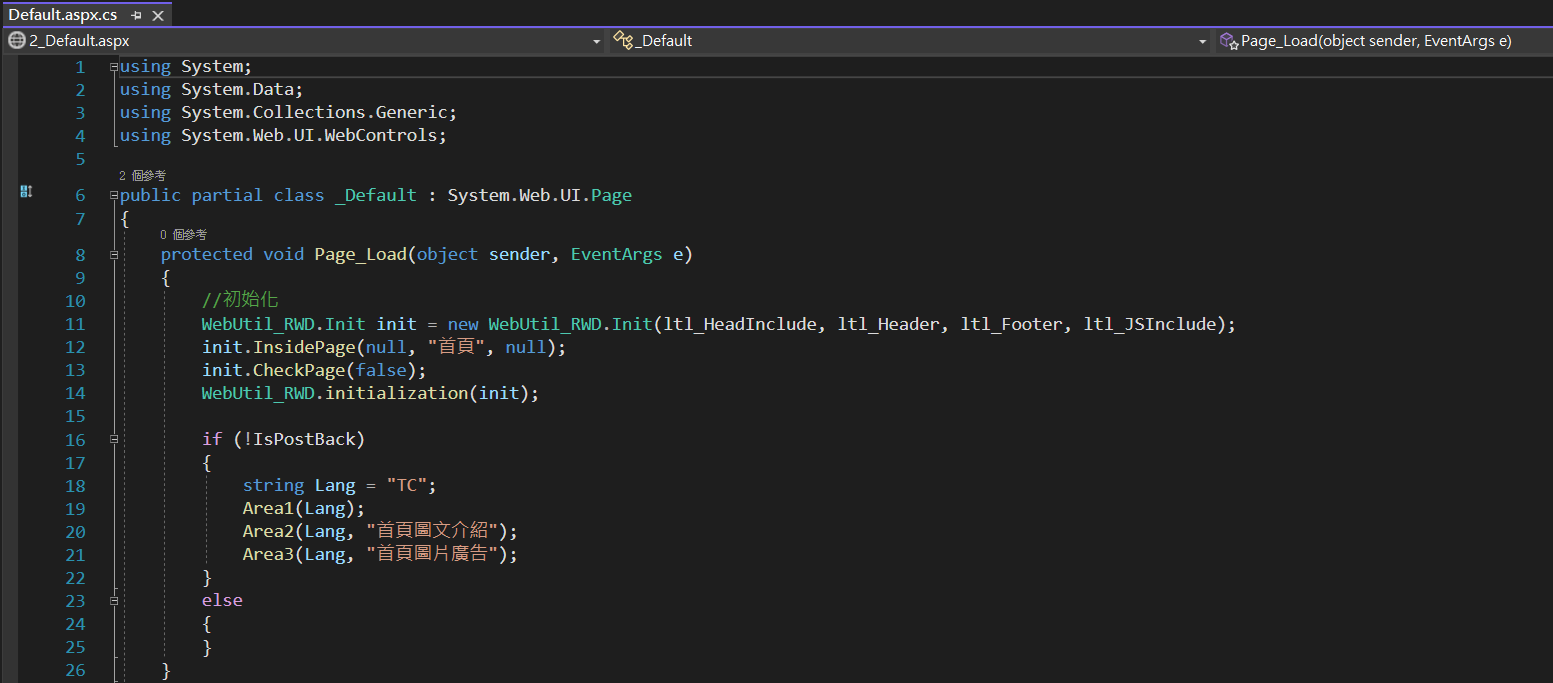 Default.aspx.cs
2_Default.aspx
_Default
Page_Load(object sender, EventArgs e)
1 using System;
2 using System.Data;
3 using System.Collections.Generic;
4 using System.Web.UI.WebControls;
5
2 個參考
6 public partial class _Default : System.Web.UI.Page
7 {
0 個參考
8 protected void Page_Load(object sender, EventArgs e)
9 {
10 //初始化
11 WebUtil_RWD.Init init = new WebUtil_RWD.Init(ltl_HeadInclude, ltl_Header, ltl_Footer, ltl_JSInclude);
12 init.InsidePage(null, "首頁", null);
13 init.CheckPage(false);
14 WebUtil_RWD.initialization(init);
15
16 if (!IsPostBack)
17 {
18 string Lang = "TC";
19 Area1(Lang);
20 Area2(Lang, "首頁圖文介紹");
21 Area3(Lang, "首頁圖片廣告");
22 }
23 else
24 {
25 }
26 }